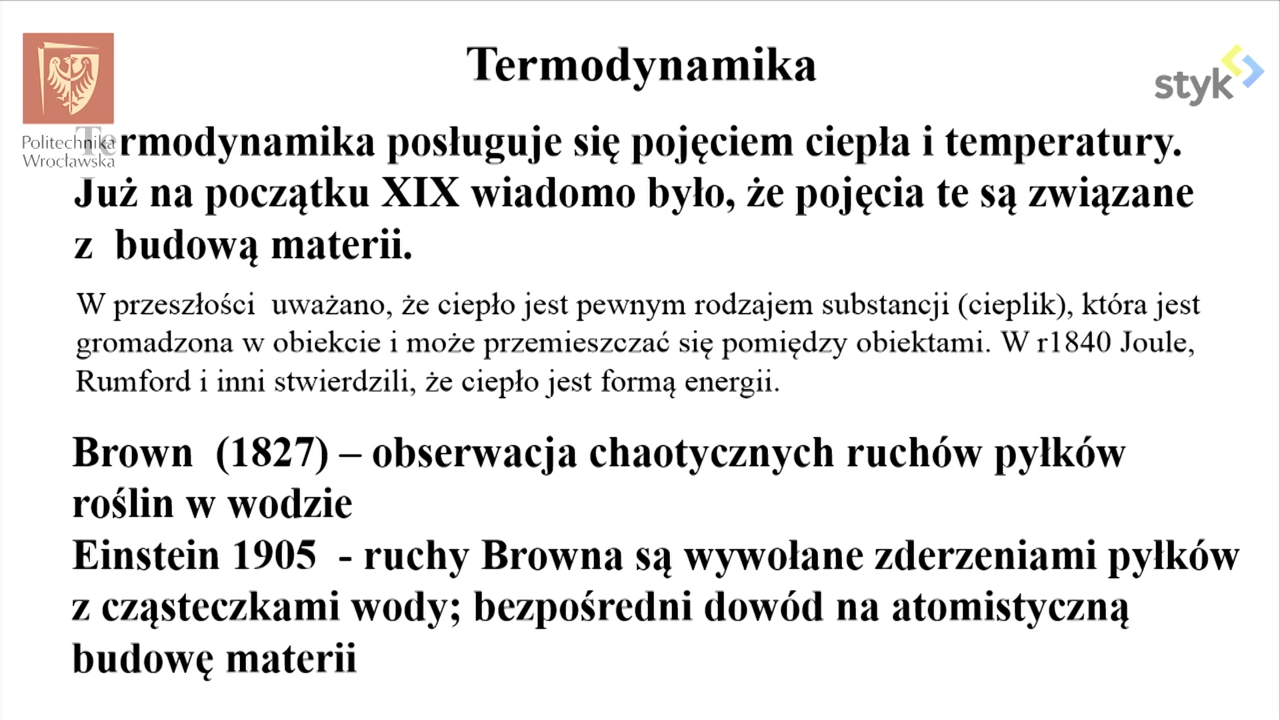 Termodynamika
styk
Politechnika
Wrocławska
Termodynamika posługuje się pojęciem ciepła i temperatury.
Już na początku XIX wiadomo było, że pojęcia te są związane
z budową materii.
W przeszłości uważano, że ciepło jest pewnym rodzajem substancji (cieplik), która jest
gromadzona w obiekcie i może przemieszczać się pomiędzy obiektami. W r1840 Joule,
Rumford i inni stwierdzili, że ciepło jest formą energii.
Brown (1827) – obserwacja chaotycznych ruchów pyłków
roślin w wodzie
Einstein 1905 - ruchy Browna są wywołane zderzeniami pyłków
z cząsteczkami wody; bezpośredni dowód na atomistyczną
budowę materii